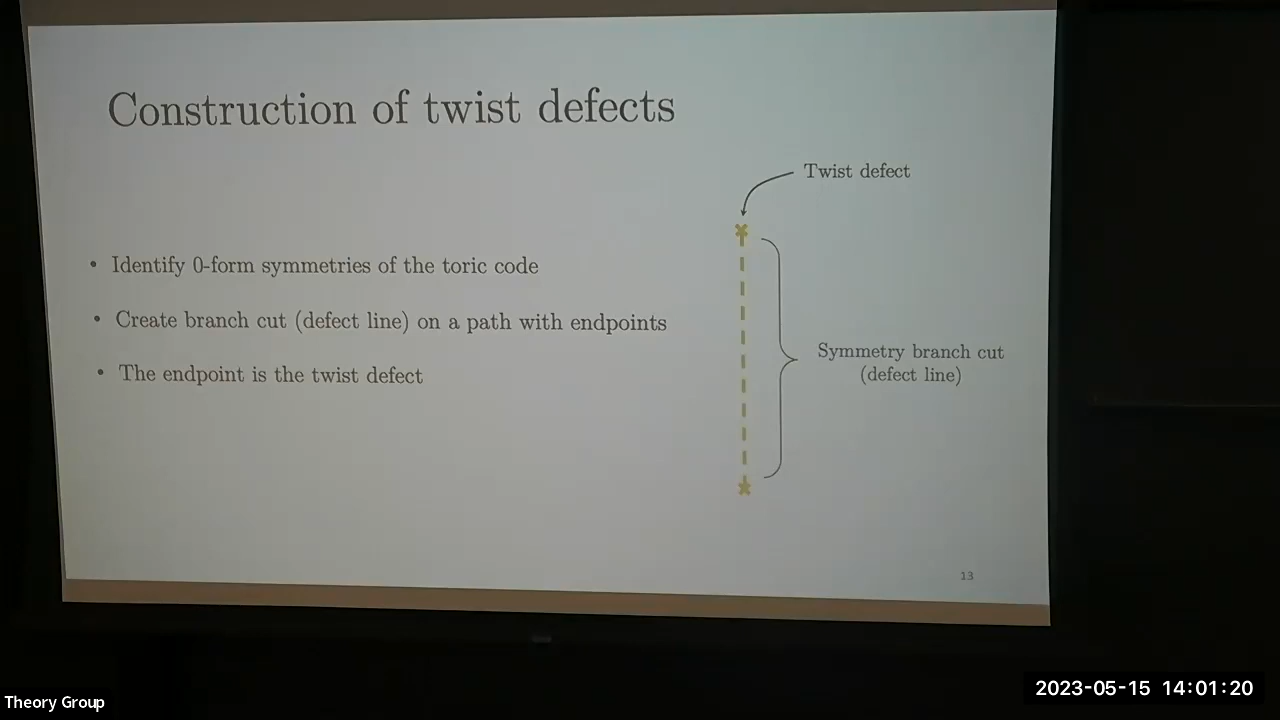 Construction of twist defects
Twist defect
• Identify 0-form symmetries of the toric code
• Create branch cut (defect line) on a path with endpoints
• The endpoint is the twist defect
Symmetry branch cut
(defect line)
13
Theory Group
2023-05-15 14:01:20